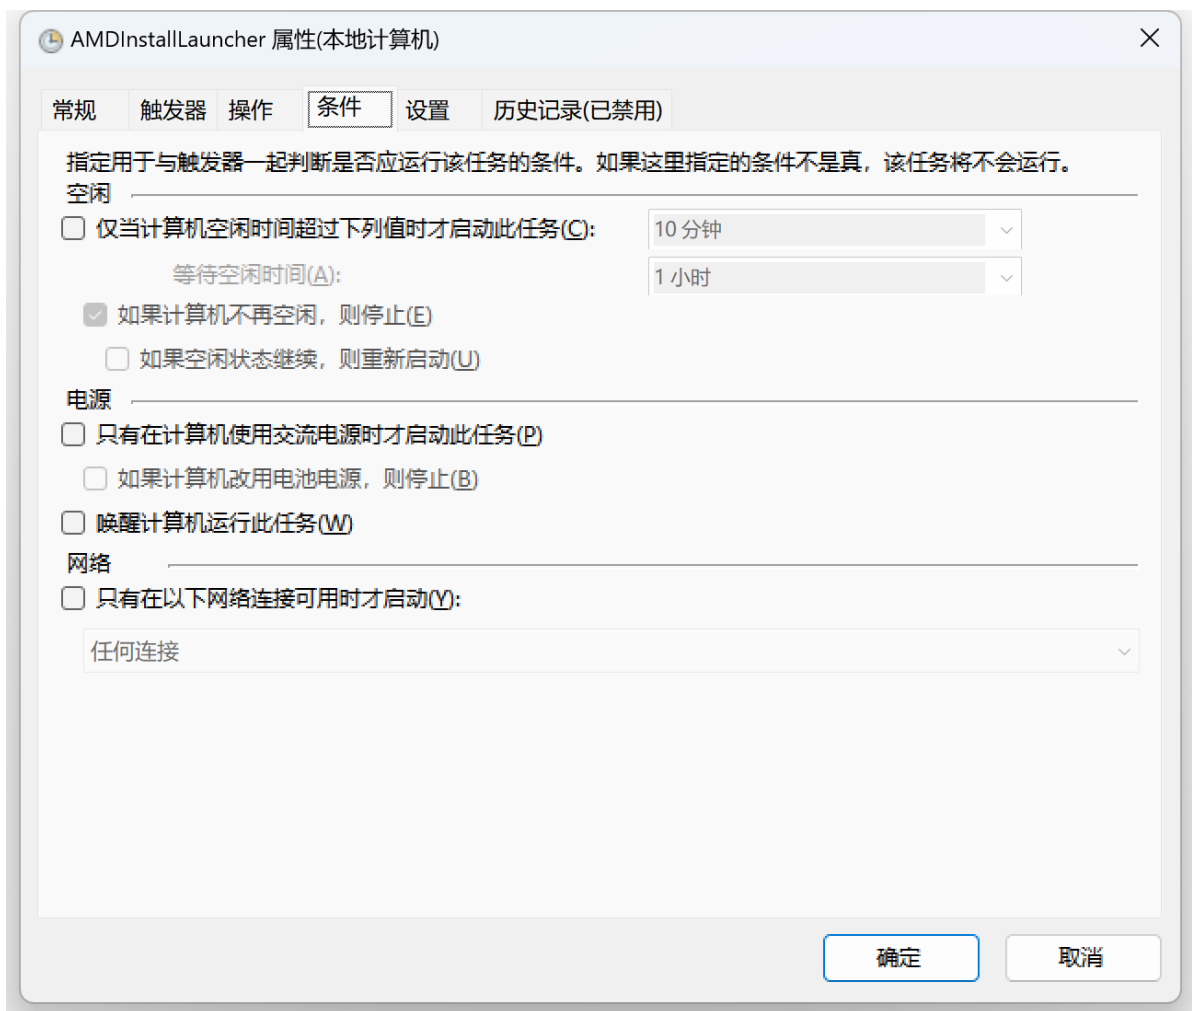 AMDInstallLauncher 属性(本地计算机)
常规 触发器 操作 条件 设置 历史记录(已禁用)
指定用于与触发器一起判断是否应运行该任务的条件。如果这里指定的条件不是真，该任务将不会运行。
空闲
仅当计算机空闲时间超过下列值时才启动此任务(C): 10 分钟
等待空闲时间(A): 1 小时
如果计算机不再空闲，则停止(E)
如果空闲状态继续，则重新启动(U)
电源
只有在计算机使用交流电源时才启动此任务(P)
如果计算机改用电池电源，则停止(B)
唤醒计算机运行此任务(W)
网络
只有在以下网络连接可用时才启动(Y):
任何连接
确定 取消